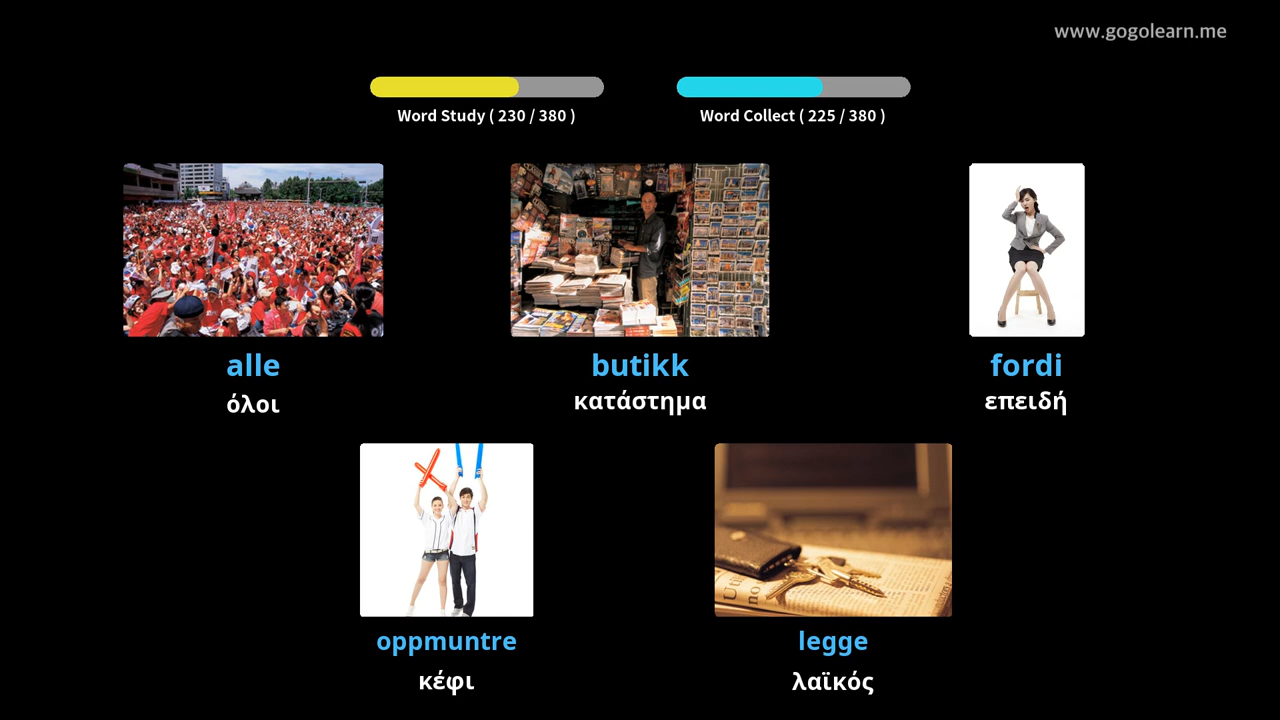 www.gogolearn.me
Word Study ( 230 / 380 )
Word Collect ( 225 / 380 )
alle
butikk
fordi
όλοι
κατάστημα
επειδή
oppmuntre
legge
κέφι
λαϊκός